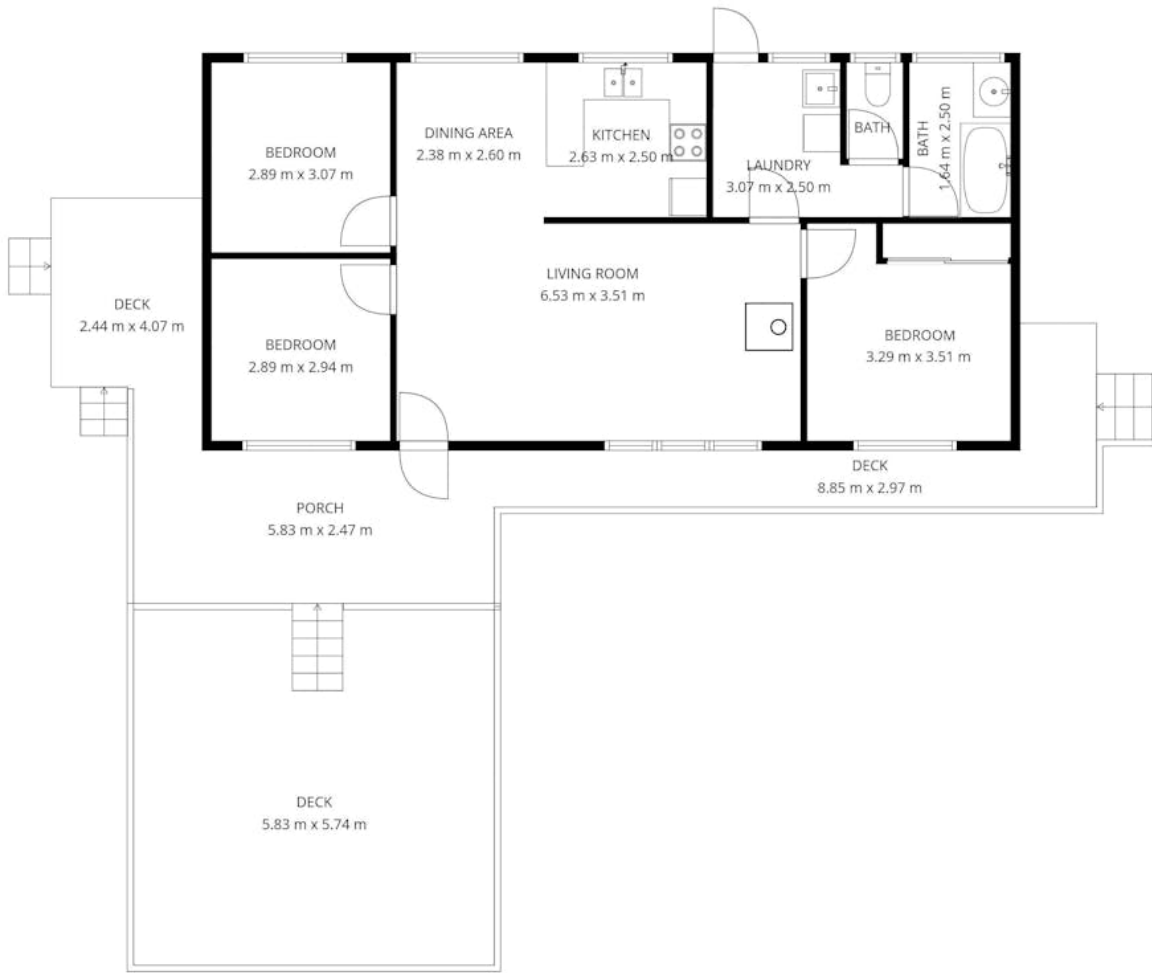 BEDROOM
2.89 m x 3.07 m
DINING AREA
2.38 m x 2.60 m
KITCHEN
2.63 m x 2.50 m
LAUNDRY
3.07 m x 2.50 m
BATH
BATH
1.64 m x 2.50 m
DECK
2.44 m x 4.07 m
BEDROOM
2.89 m x 2.94 m
LIVING ROOM
6.53 m x 3.51 m
BEDROOM
3.29 m x 3.51 m
DECK
8.85 m x 2.97 m
PORCH
5.83 m x 2.47 m
DECK
5.83 m x 5.74 m